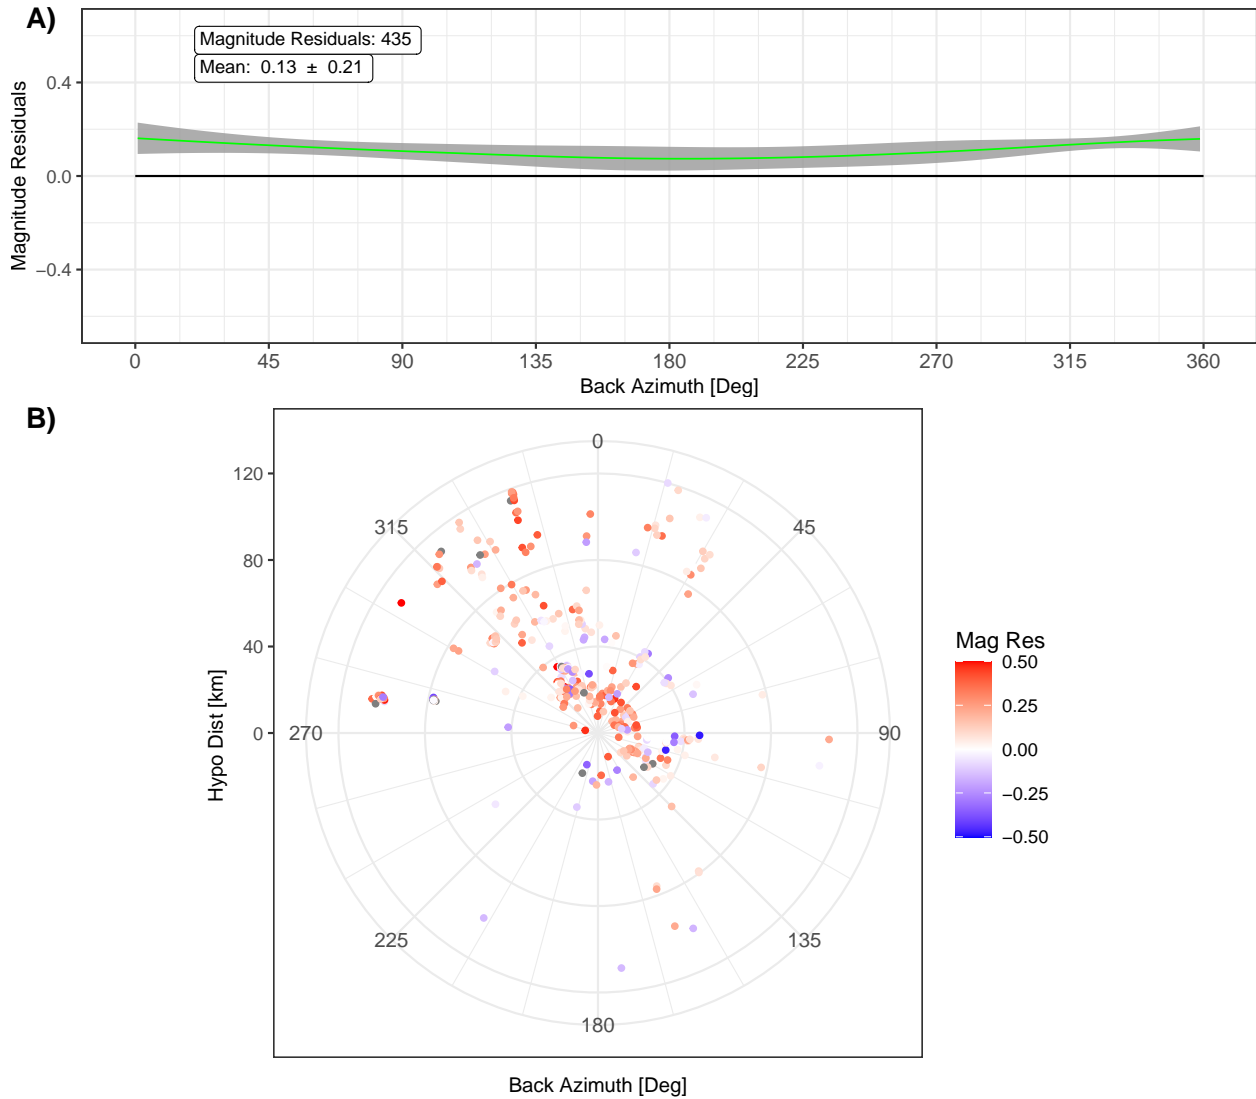 A)
Magnitude Residuals: 435
Mean:  0.13  ±  0.21
Magnitude Residuals
0.4
0.0
−0.4
0 45 90 135 180 225 270 315 360
Back Azimuth [Deg]
B)
Hypo Dist [km]
120
80
40
0
0
45
90
135
180
225
270
315
Back Azimuth [Deg]
Mag Res
0.50
0.25
0.00
−0.25
−0.50